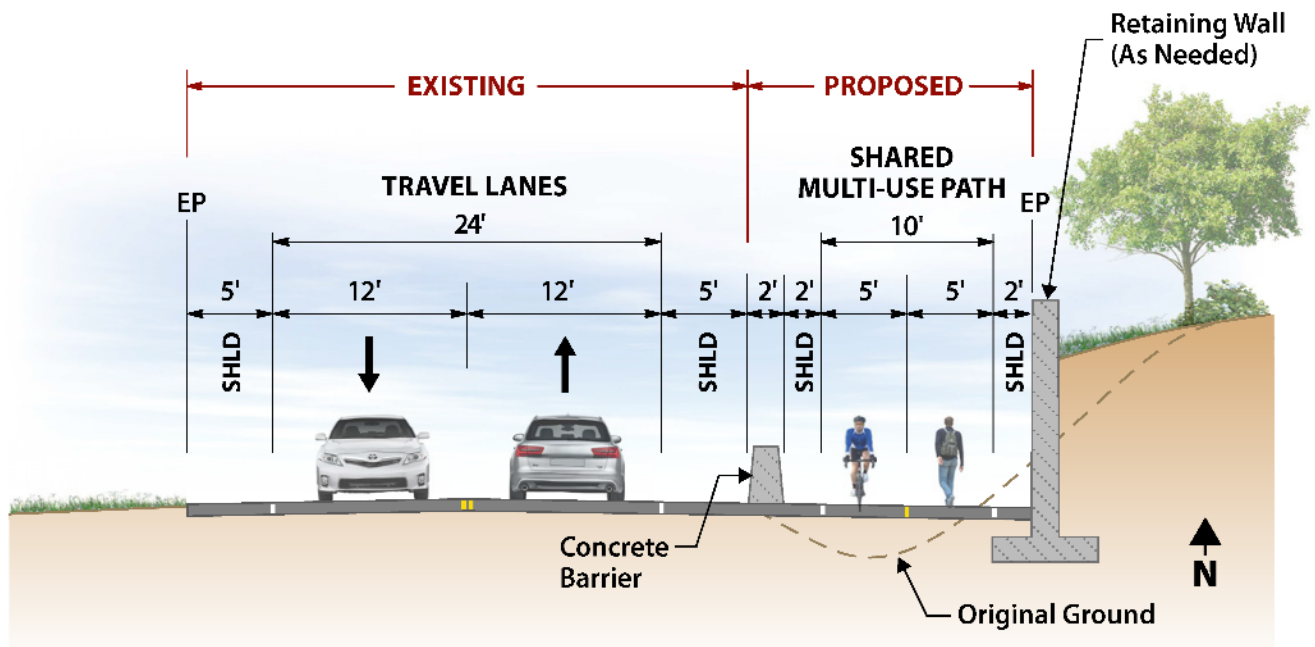 Retaining Wall
(As Needed)
EXISTING
PROPOSED
SHARED
MULTI-USE PATH
TRAVEL LANES
EP
EP
24'
10'
5'
12'
12'
5'
2'
2'
5'
5'
2'
SHLD
SHLD
SHLD
SHLD
Concrete
Barrier
Original Ground
N